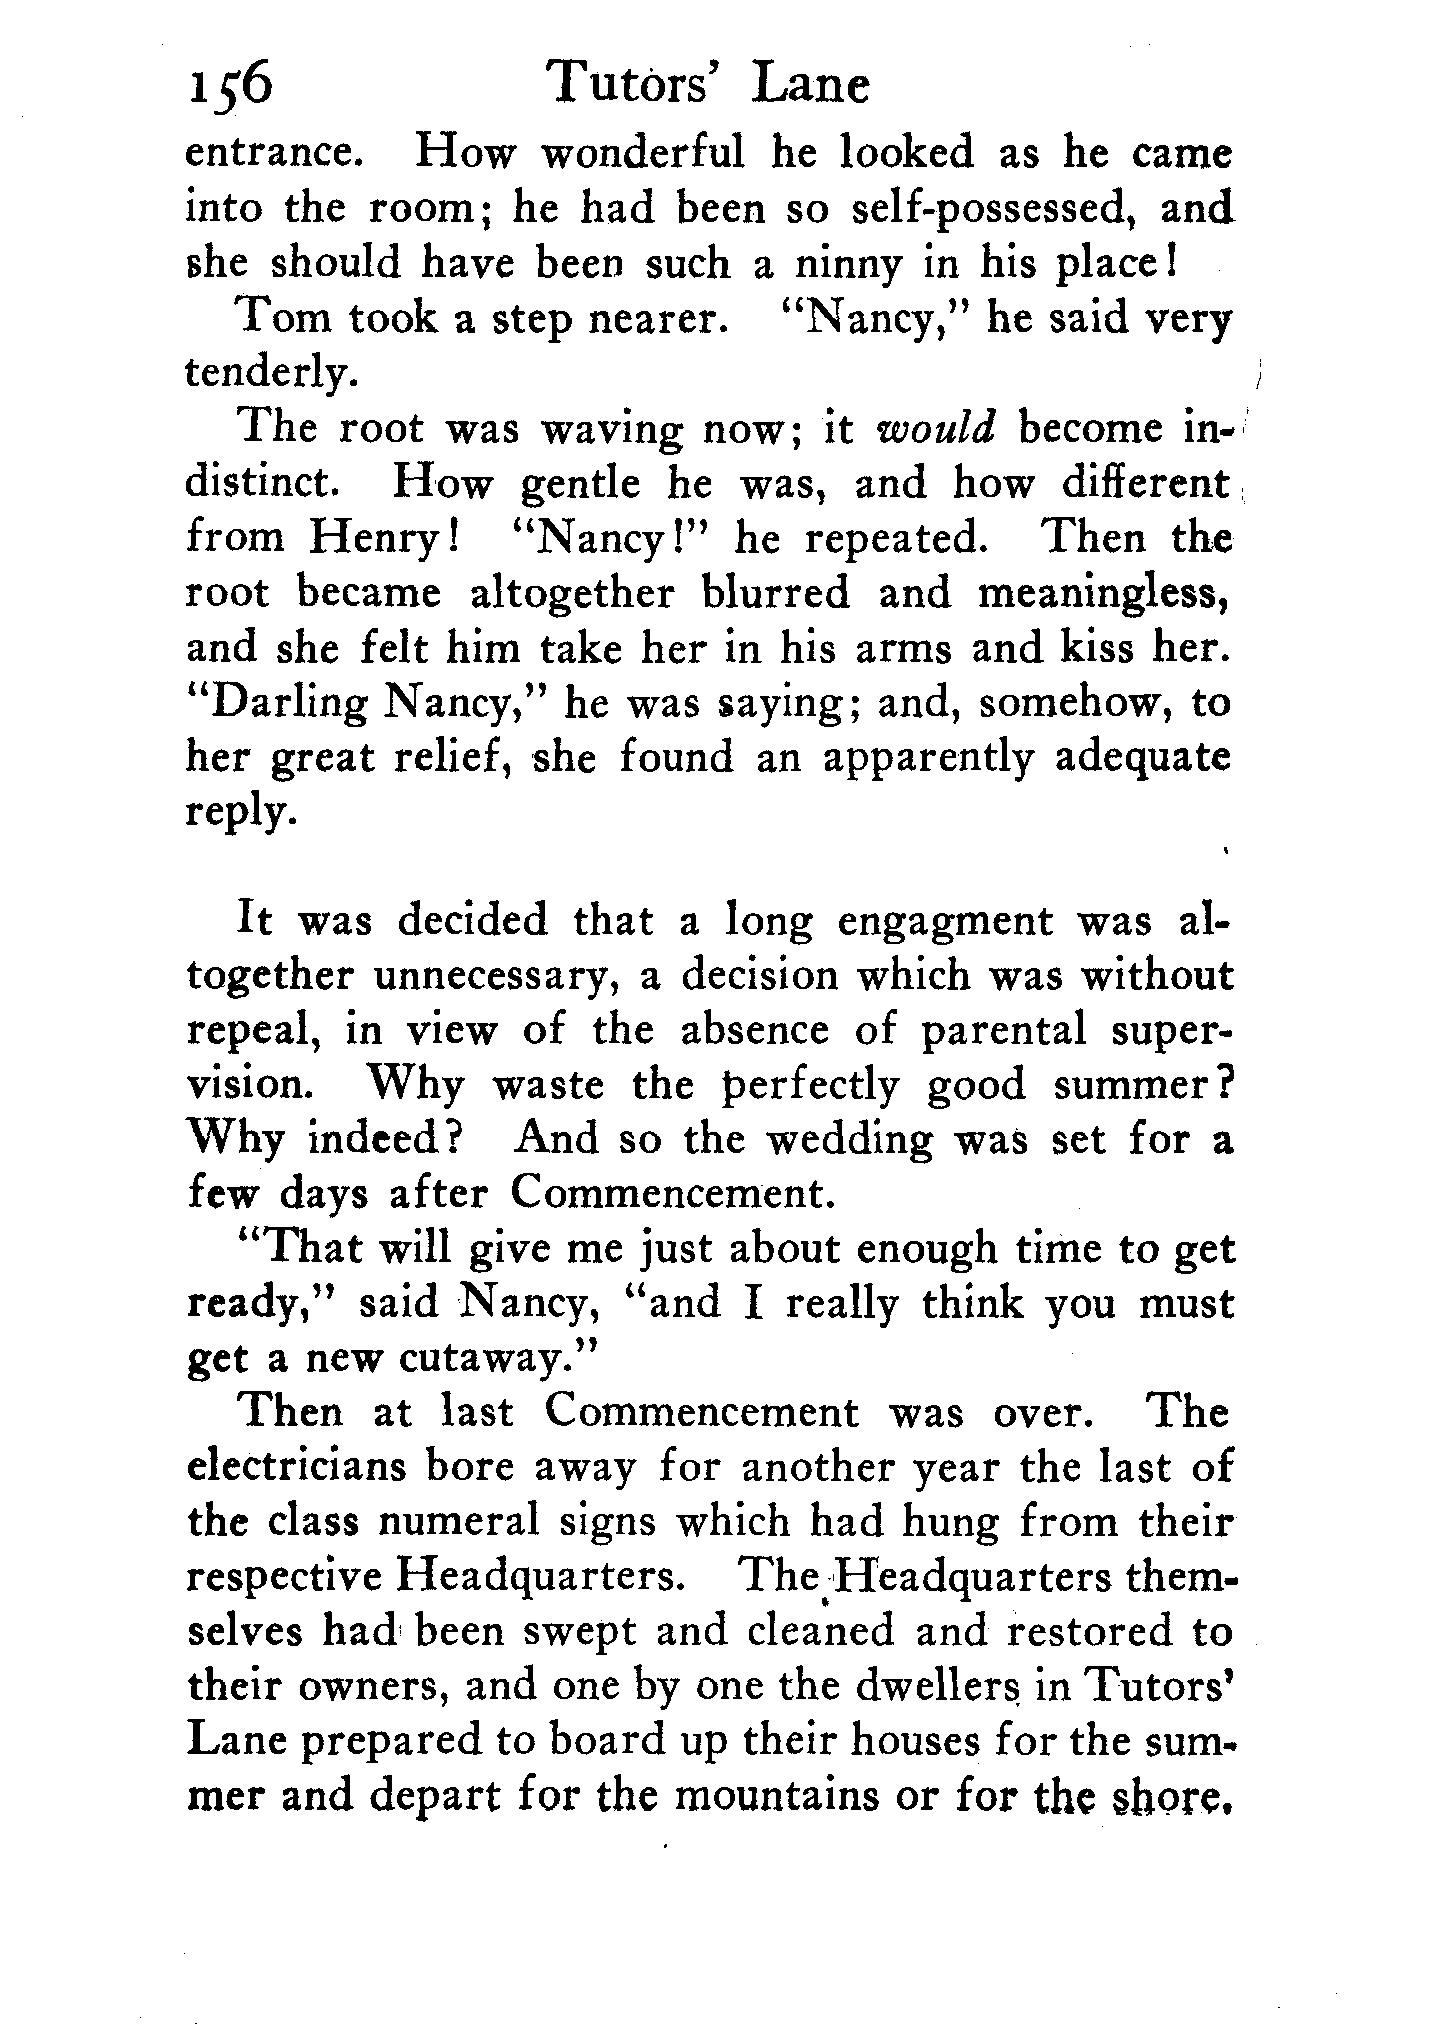 156 Tutors' Lane
entrance. How wonderful he looked as he came
into the room; he had been so self-possessed, and
she should have been such a ninny in his place!
Tom took a step nearer. "Nancy," he said very
tenderly.
The root was waving now; it would become in-
distinct. How gentle he was, and how different
from Henry! "Nancy!" he repeated. Then the
root became altogether blurred and meaningless,
and she felt him take her in his arms and kiss her.
"Darling Nancy," he was saying; and, somehow, to
her great relief, she found an apparently adequate
reply.
It was decided that a long engagment was al-
together unnecessary, a decision which was without
repeal, in view of the absence of parental super-
vision. Why waste the perfectly good summer?
Why indeed? And so the wedding was set for a
few days after Commencement.
"That will give me just about enough time to get
ready," said Nancy, "and I really think you must
get a new cutaway."
Then at last Commencement was over. The
electricians bore away for another year the last of
the class numeral signs which had hung from their
respective Headquarters. The Headquarters them-
selves had been swept and cleaned and restored to
their owners, and one by one the dwellers in Tutors'
Lane prepared to board up their houses for the sum-
mer and depart for the mountains or for the shore.